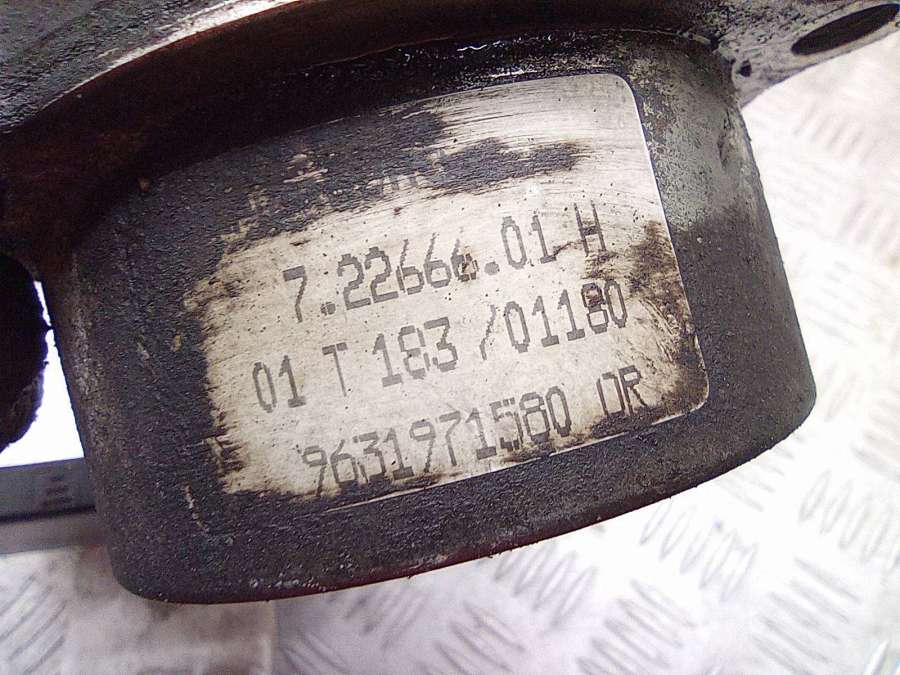 7.22666.01 H
01 T 183 /01180
9631971580 OR